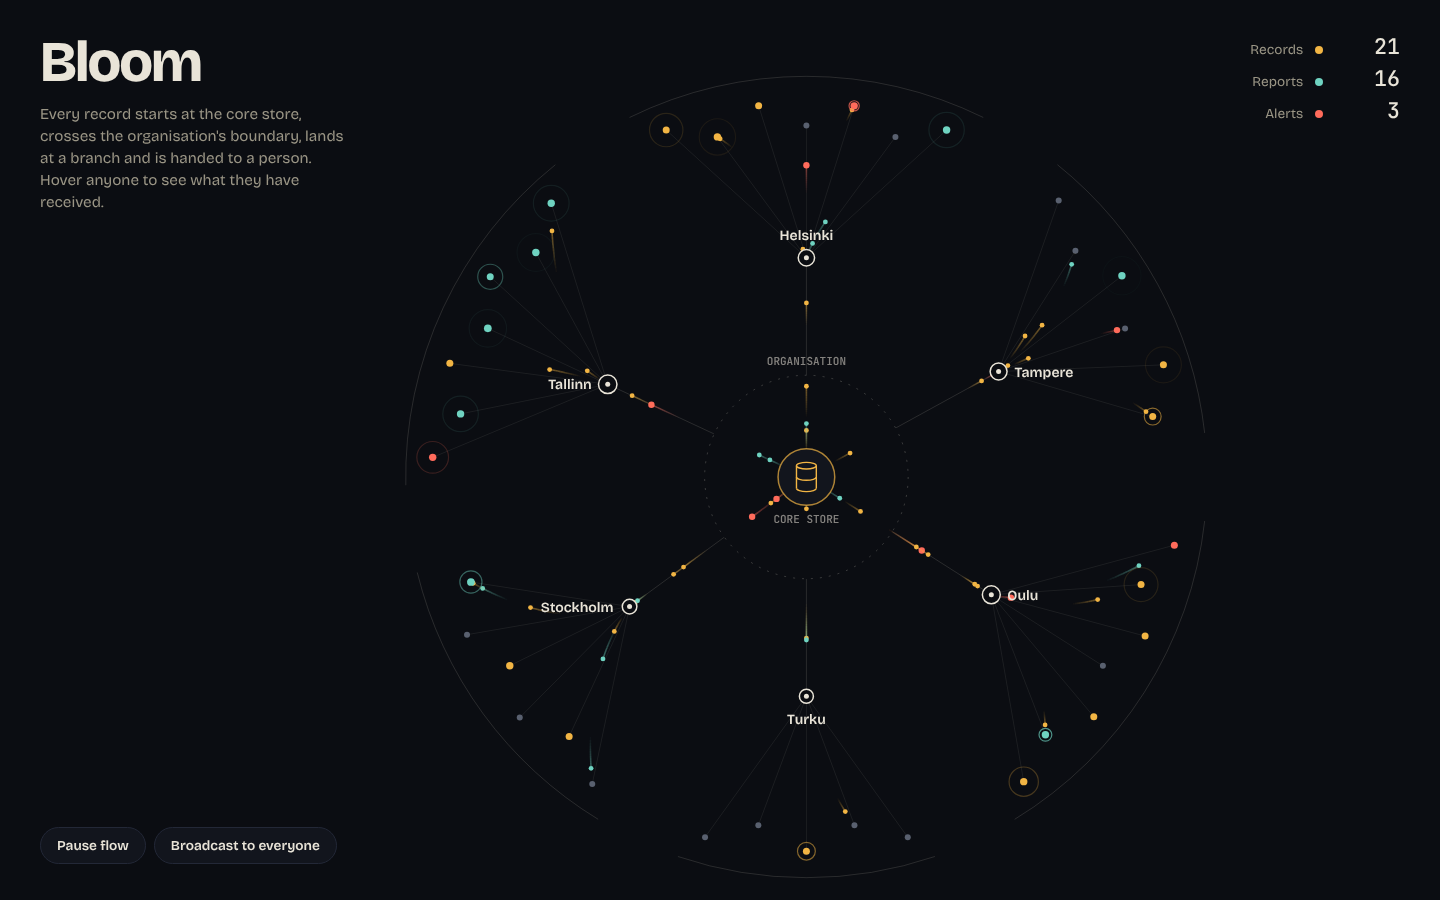 Bloom
Every record starts at the core store,
crosses the organisation's boundary, lands
at a branch and is handed to a person.
Hover anyone to see what they have
received.
Records 21
Reports 16
Alerts 3
Helsinki
ORGANISATION
Tallinn
Tampere
CORE STORE
Stockholm
Oulu
Turku
Pause flow
Broadcast to everyone